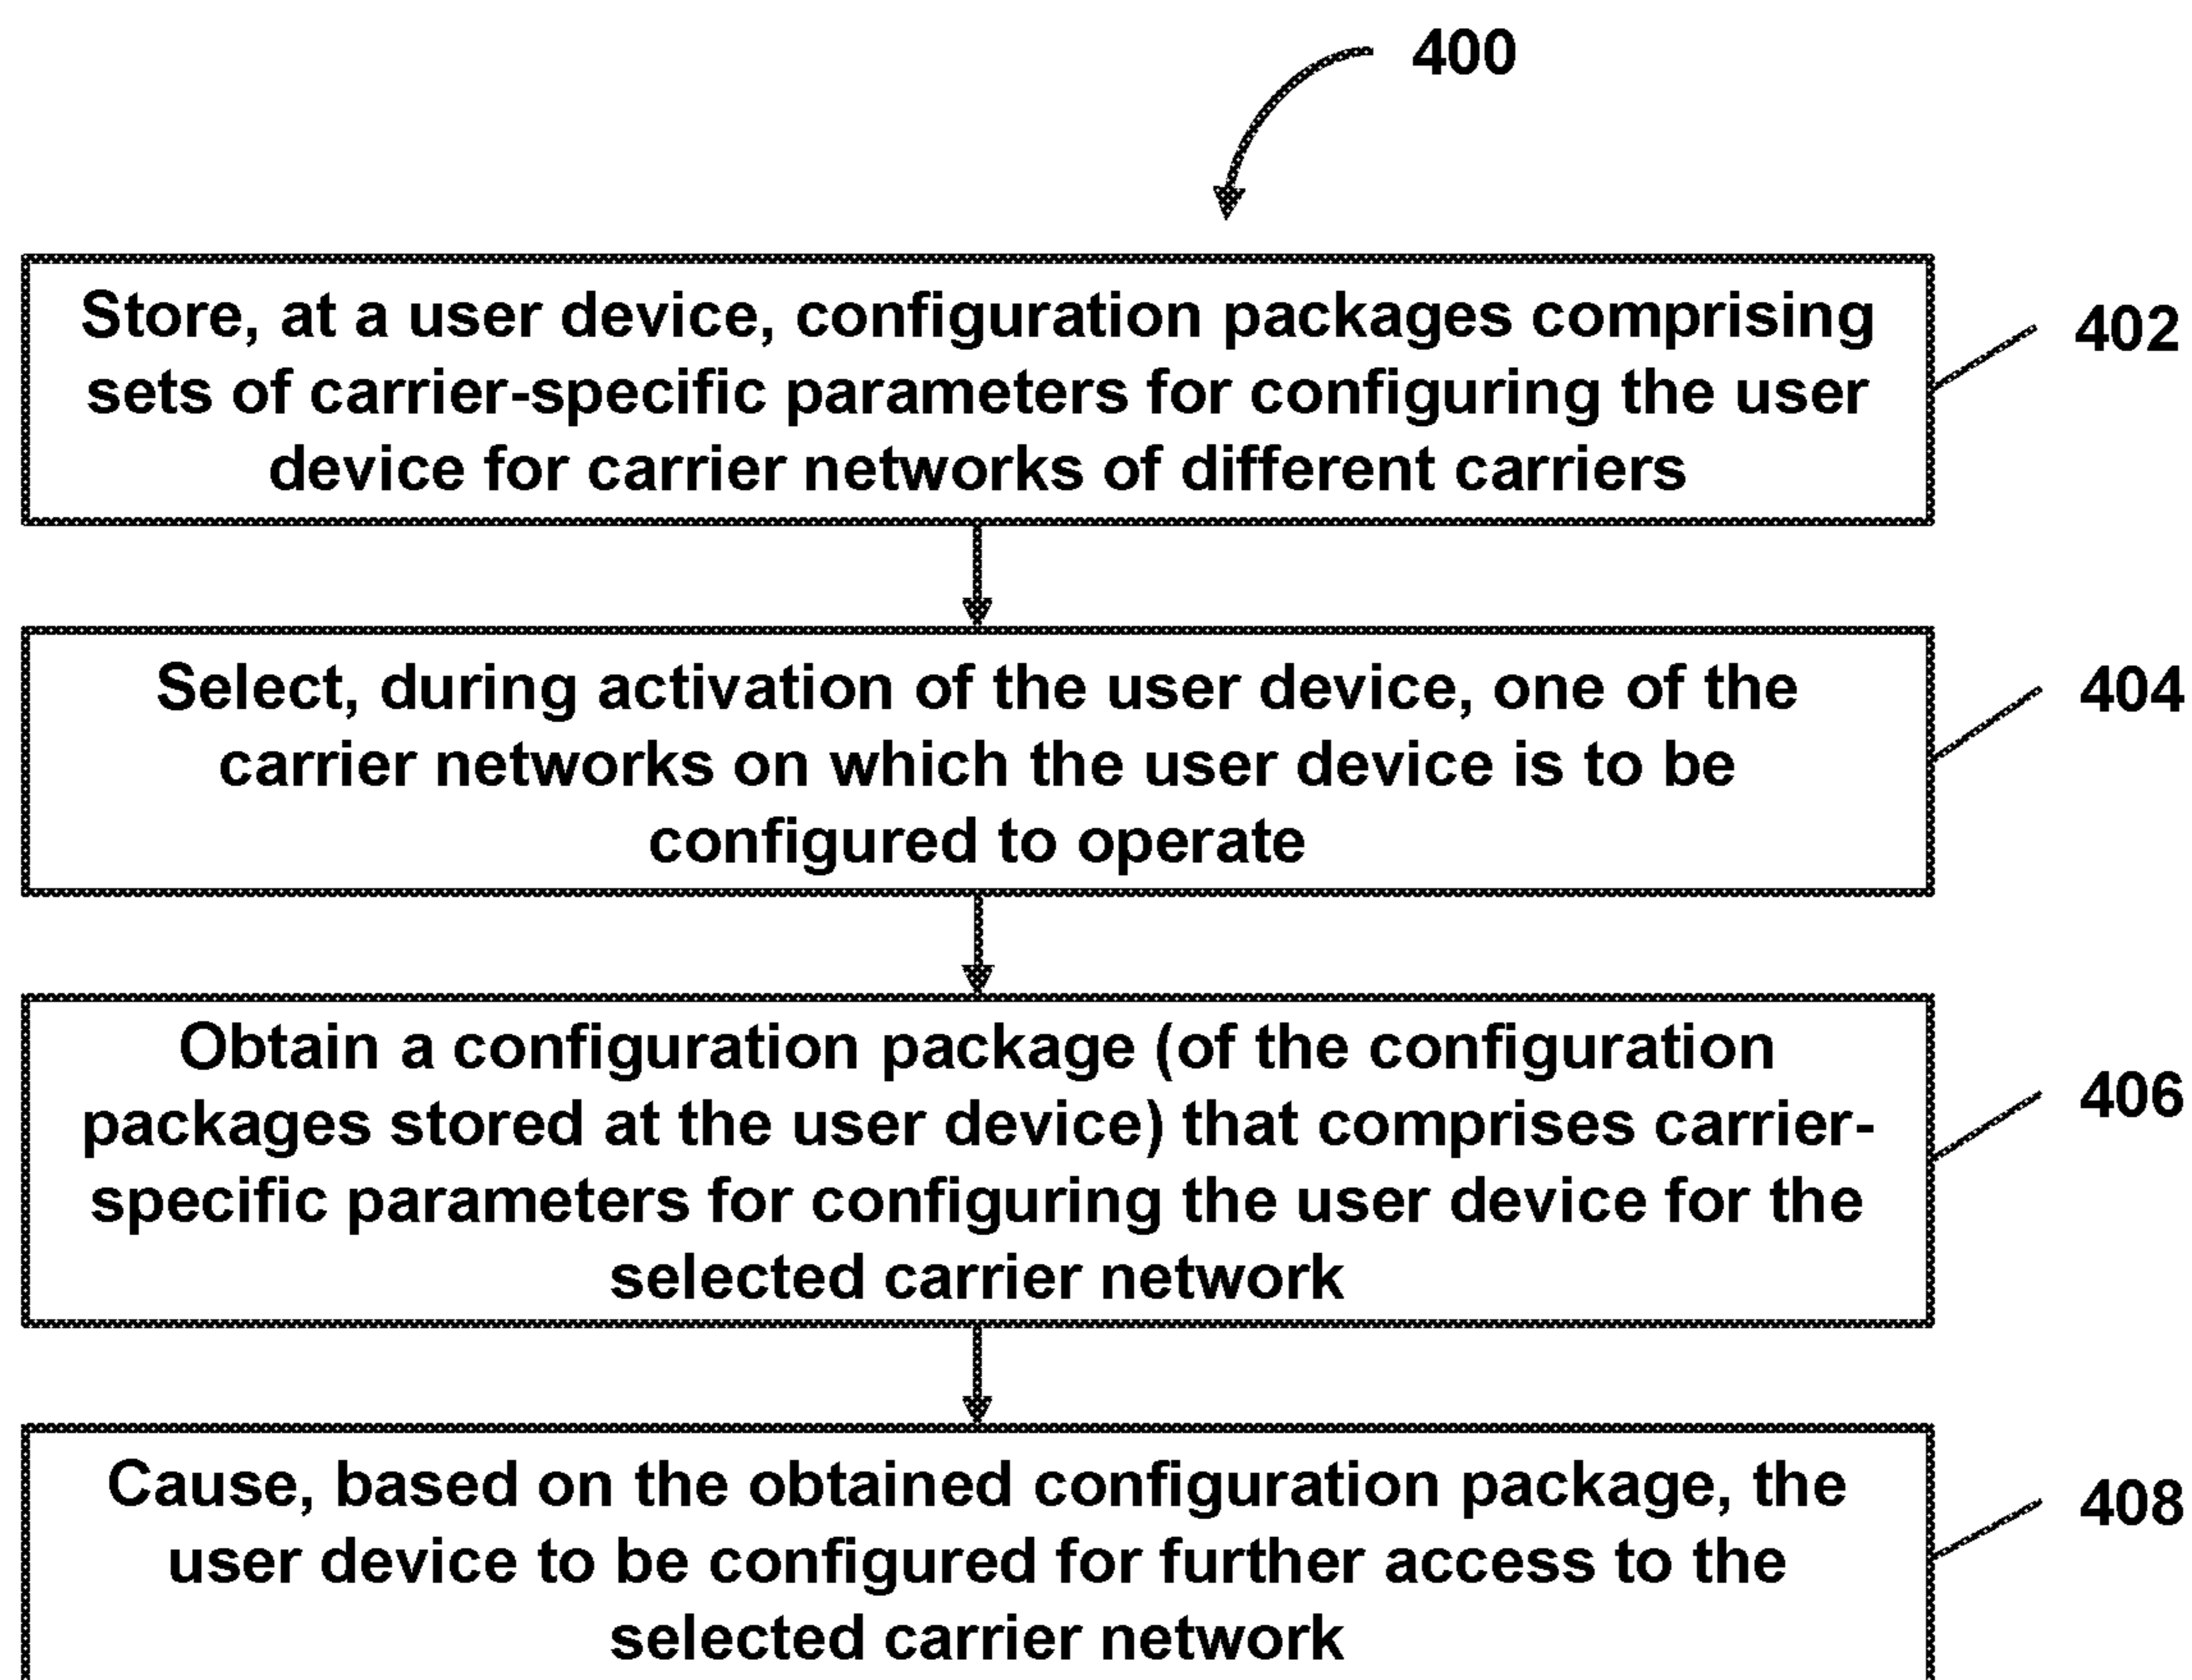 400
Store, at a user device, configuration packages comprising
sets of carrier-specific parameters for configuring the user
device for carrier networks of different carriers
402
Select, during activation of the user device, one of the
carrier networks on which the user device is to be
configured to operate
404
Obtain a configuration package (of the configuration
packages stored at the user device) that comprises carrier-
specific parameters for configuring the user device for the
selected carrier network
406
Cause, based on the obtained configuration package, the
user device to be configured for further access to the
selected carrier network
408